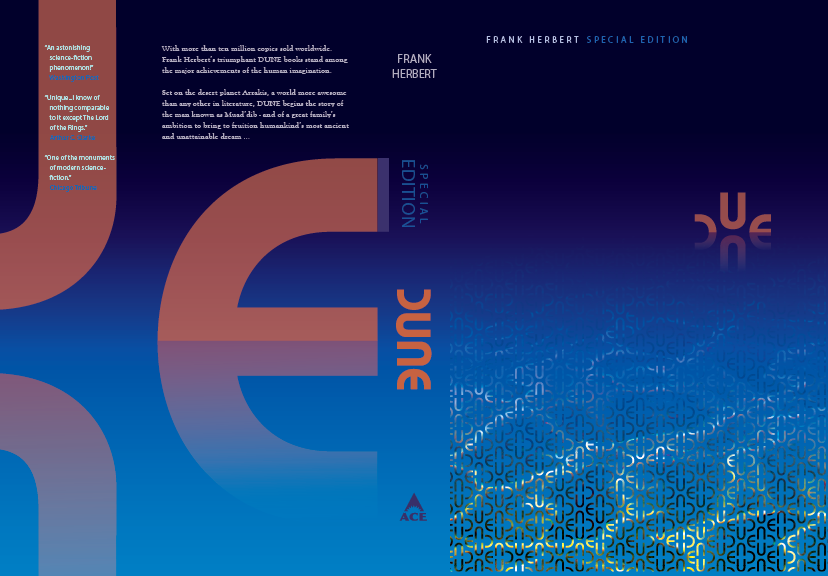 “An astonishing
science-fiction
phenomenon!”
“Unique...I know of
nothing comparable
to it except The Lord
of the Rings.”
“One of the monuments
of modern science-
fiction.”
With more than ten million copies sold worldwide.
Frank Herbert's triumphant DUNE books stand among
the major achievements of the human imagination.
Set on the desert planet Arrakis, a world more awesome
than any other in literature, DUNE begins the story of
the man known as Muad'dib - and of a great family's
ambition to bring to fruition humankind's most ancient
and unattainable dream ...
FRANK
HERBERT
SPECIAL
EDITION
DUNE
ACE
FRANK HERBERT SPECIAL EDITION
DUNE